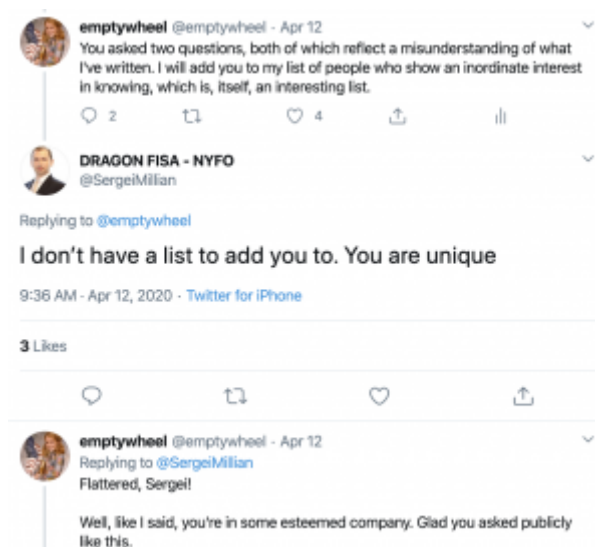 emptywheel @emptywheel · Apr 12
You asked two questions, both of which reflect a misunderstanding of what
I've written. I will add you to my list of people who show an inordinate interest
in knowing, which is, itself, an interesting list.
2 4
DRAGON FISA - NYFO
@SergeiMillian
Replying to @emptywheel
I don't have a list to add you to. You are unique
9:36 AM · Apr 12, 2020 · Twitter for iPhone
3 Likes
emptywheel @emptywheel · Apr 12
Replying to @SergeiMillian
Flattered, Sergei!
Well, like I said, you're in some esteemed company. Glad you asked publicly
like this.